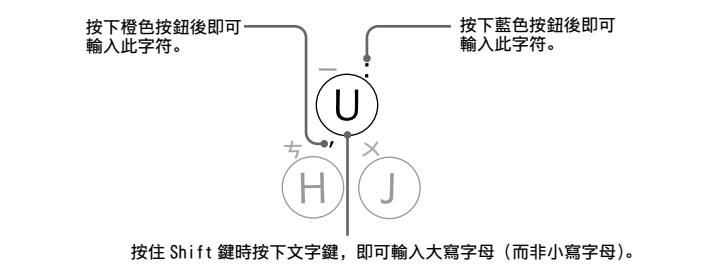 按下橙色按鈕後即可
輸入此字符。
按下藍色按鈕後即可
輸入此字符。
ㄧ
:
U
ㄘ
,
ㄨ
H
J
按住 Shift 鍵時按下文字鍵，即可輸入大寫字母（而非小寫字母）。